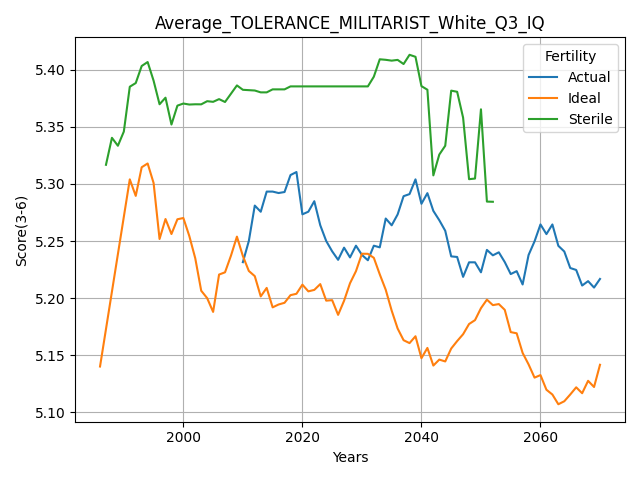 Average_TOLERANCE_MILITARIST_White_Q3_IQ
Fertility
Actual
Ideal
Sterile
Score(3-6)
5.40
5.35
5.30
5.25
5.20
5.15
5.10
2000
2020
2040
2060
Years